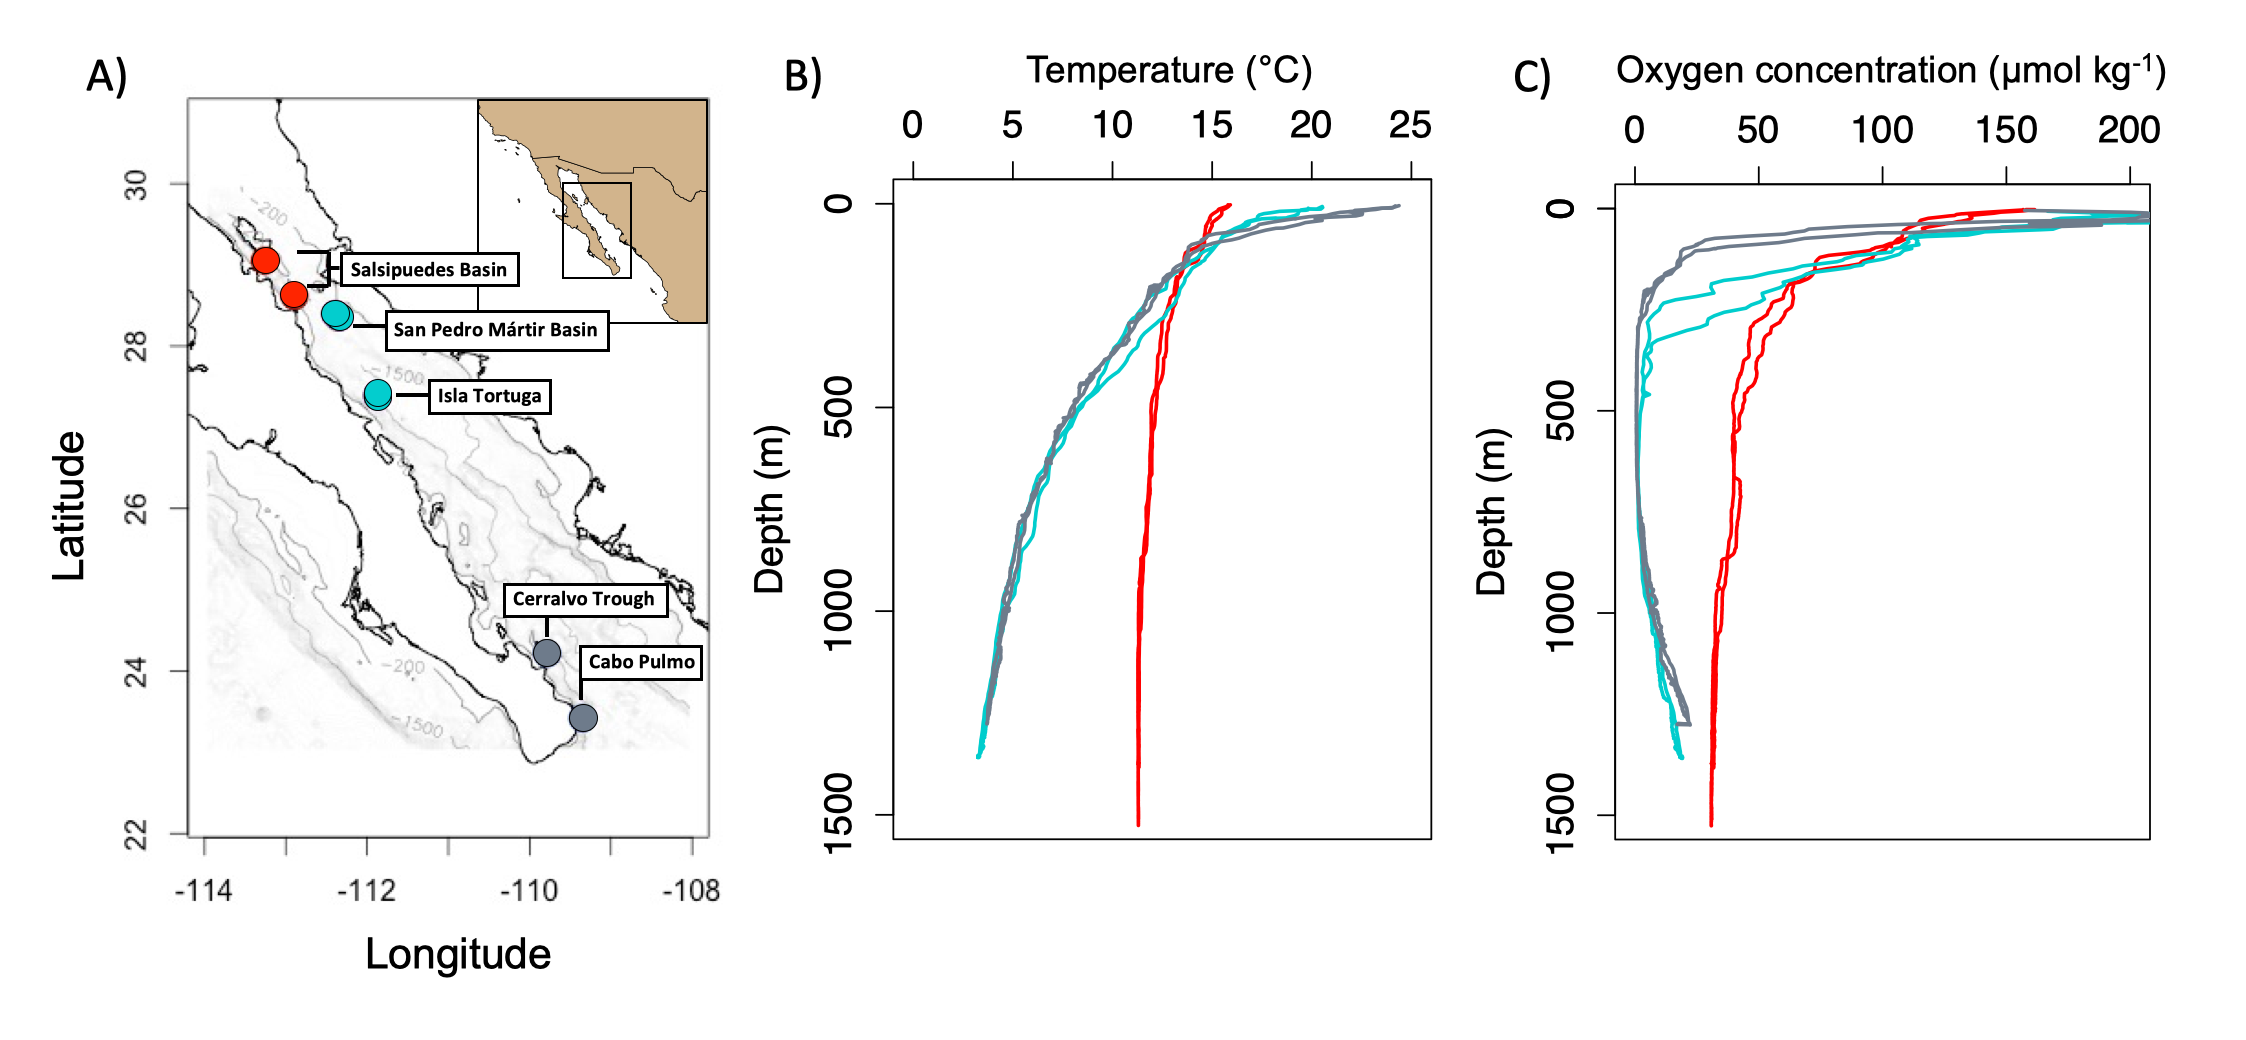 A)
Latitude
30
28
26
24
22
-114
-112
-110
-108
Longitude
-200
Salsipuedes Basin
San Pedro Mártir Basin
-1500
Isla Tortuga
Cerralvo Trough
Cabo Pulmo
-200
-1500
B)
Temperature (°C)
0 5 10 15 20 25
Depth (m)
0
500
1000
1500
C)
Oxygen concentration (µmol kg-1)
0 50 100 150 200
Depth (m)
0
500
1000
1500